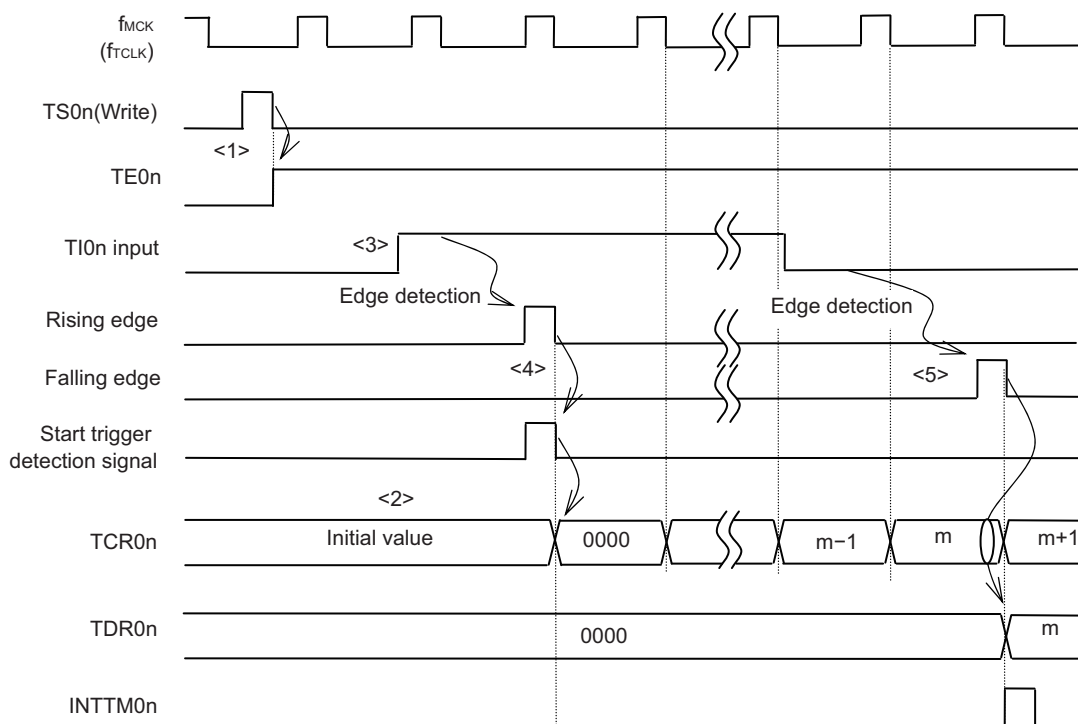 fMCK
(fTCLK)
TS0n(Write)
<1>
TE0n
TI0n input
<3>
Edge detection
Edge detection
Rising edge
<4>
Falling edge
<5>
Start trigger
detection signal
<2>
TCR0n
Initial value
0000
m−1
m
m+1
TDR0n
0000
m
INTTM0n